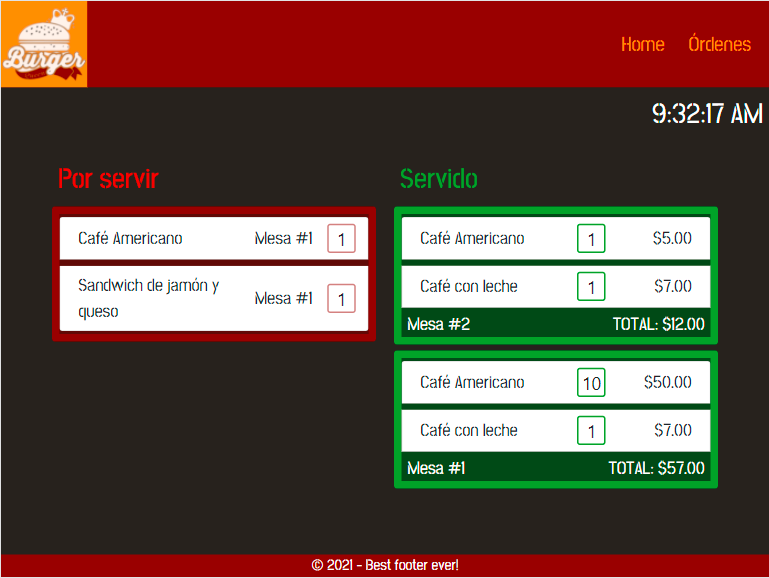 Burger
Home Órdenes
9:32:17 AM
Por servir
Café Americano Mesa #1 1
Sandwich de jamón y
queso Mesa #1 1
Servido
Café Americano 1 $5.00
Café con leche 1 $7.00
Mesa #2 TOTAL: $12.00
Café Americano 10 $50.00
Café con leche 1 $7.00
Mesa #1 TOTAL: $57.00
© 2021 - Best footer ever!